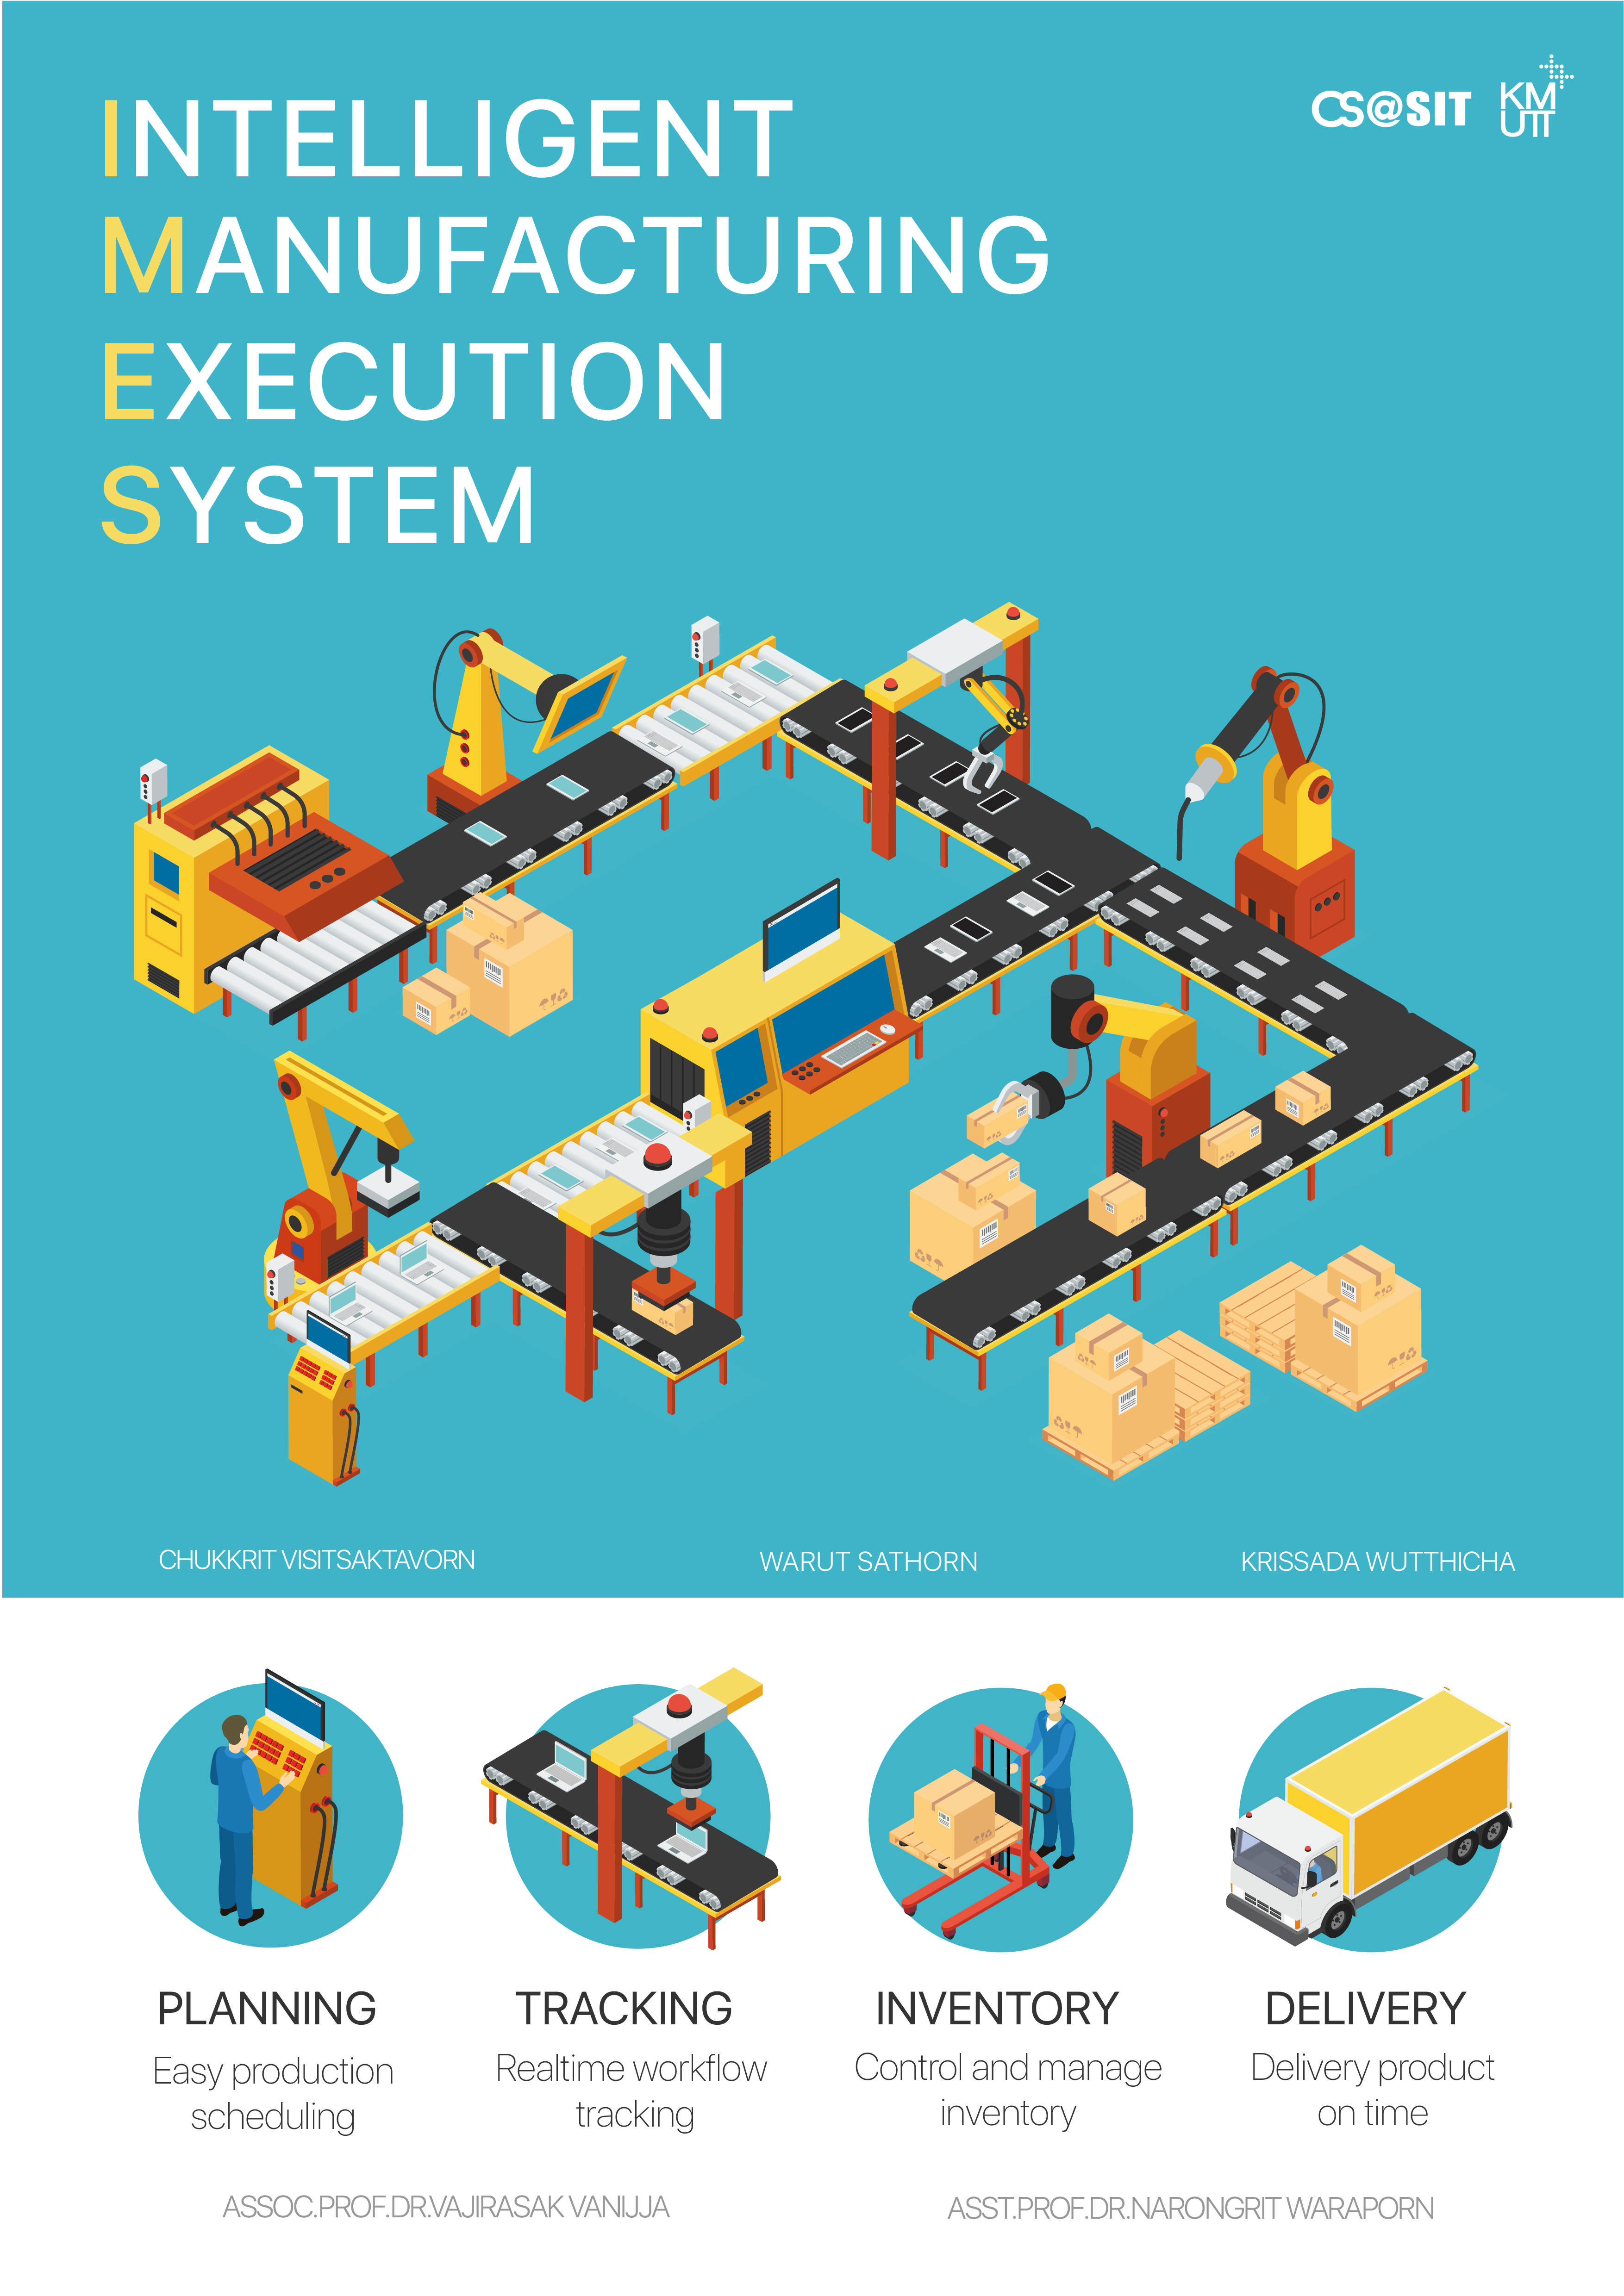 INTELLIGENT
MANUFACTURING
EXECUTION
SYSTEM
CS@SIT
KM
UTT
CHUKKRIT VISITSAKTAVORN
WARUT SATHORN
KRISSADA WUTTHICHA
PLANNING
Easy production
scheduling
TRACKING
Realtime workflow
tracking
INVENTORY
Control and manage
inventory
DELIVERY
Delivery product
on time
ASSOC.PROF.DR.VAJIRASAK VANIJJA
ASST.PROF.DR.NARONGRIT WARAPORN